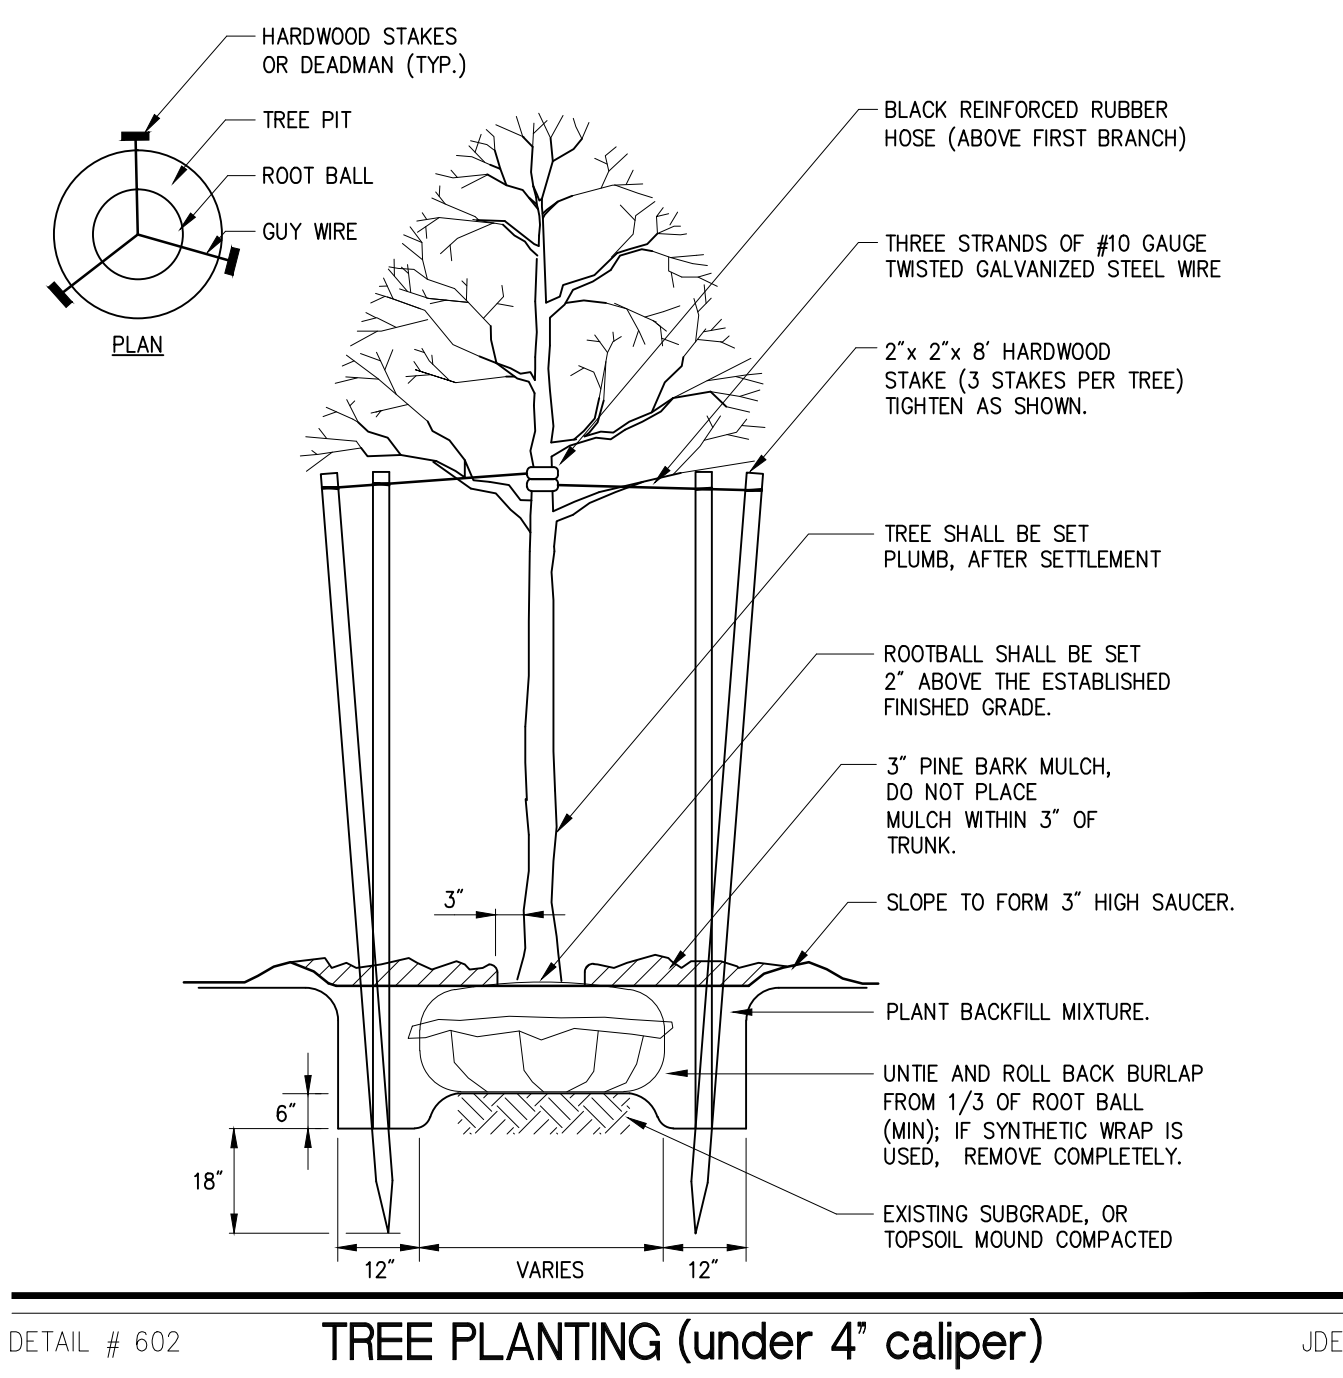 HARDWOOD STAKES
OR DEADMAN (TYP.)
TREE PIT
ROOT BALL
GUY WIRE
PLAN
BLACK REINFORCED RUBBER
HOSE (ABOVE FIRST BRANCH)
THREE STRANDS OF #10 GAUGE
TWISTED GALVANIZED STEEL WIRE
2"x 2"x 8' HARDWOOD
STAKE (3 STAKES PER TREE)
TIGHTEN AS SHOWN.
TREE SHALL BE SET
PLUMB, AFTER SETTLEMENT
ROOTBALL SHALL BE SET
2" ABOVE THE ESTABLISHED
FINISHED GRADE.
3" PINE BARK MULCH,
DO NOT PLACE
MULCH WITHIN 3" OF
TRUNK.
3"
SLOPE TO FORM 3" HIGH SAUCER.
PLANT BACKFILL MIXTURE.
UNTIE AND ROLL BACK BURLAP
FROM 1/3 OF ROOT BALL
(MIN); IF SYNTHETIC WRAP IS
USED, REMOVE COMPLETELY.
6"
18"
EXISTING SUBGRADE, OR
TOPSOIL MOUND COMPACTED
12" VARIES 12"
DETAIL # 602 TREE PLANTING (under 4" caliper) JDE